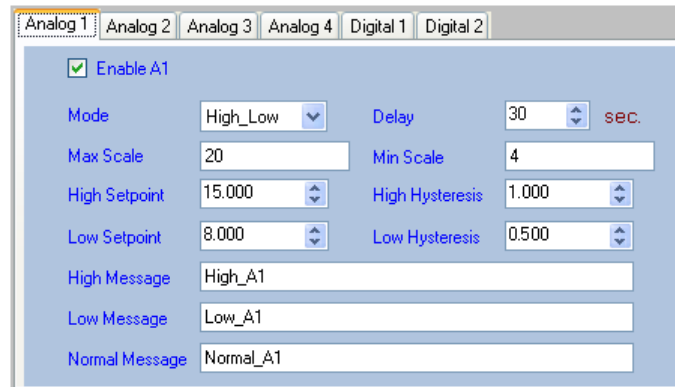 Analog 1 Analog 2 Analog 3 Analog 4 Digital 1 Digital 2
Enable A1
Mode High_Low Delay 30 sec.
Max Scale 20 Min Scale 4
High Setpoint 15.000 High Hysteresis 1.000
Low Setpoint 8.000 Low Hysteresis 0.500
High Message High_A1
Low Message Low_A1
Normal Message Normal_A1